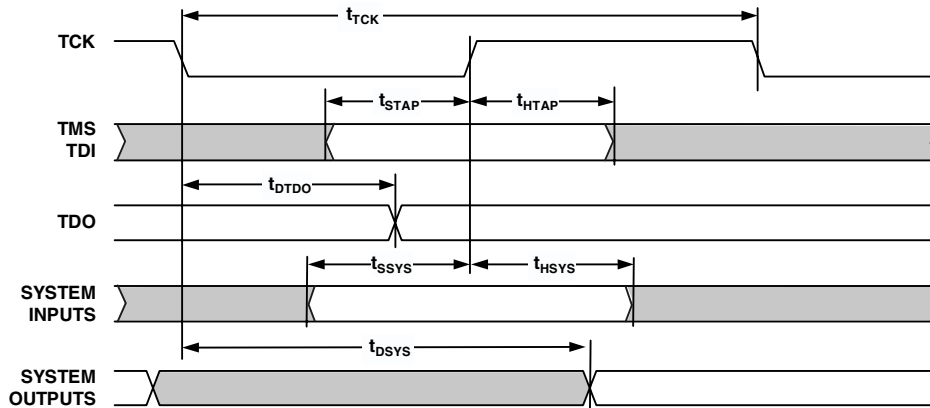 tTCK
TCK
tSTAP
tHTAP
TMS
TDI
tDTDO
TDO
tSSYS
tHSYS
SYSTEM
INPUTS
tDSYS
SYSTEM
OUTPUTS